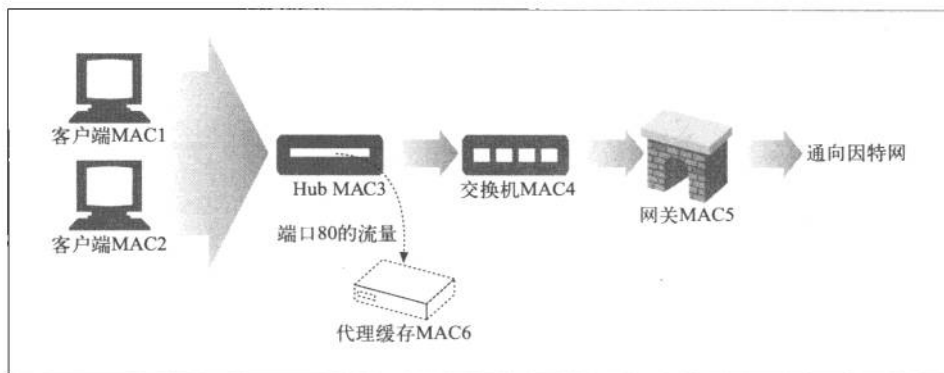 客户端MAC1
客户端MAC2
Hub MAC3
交换机MAC4
网关MAC5
通向因特网
端口80的流量
代理缓存MAC6